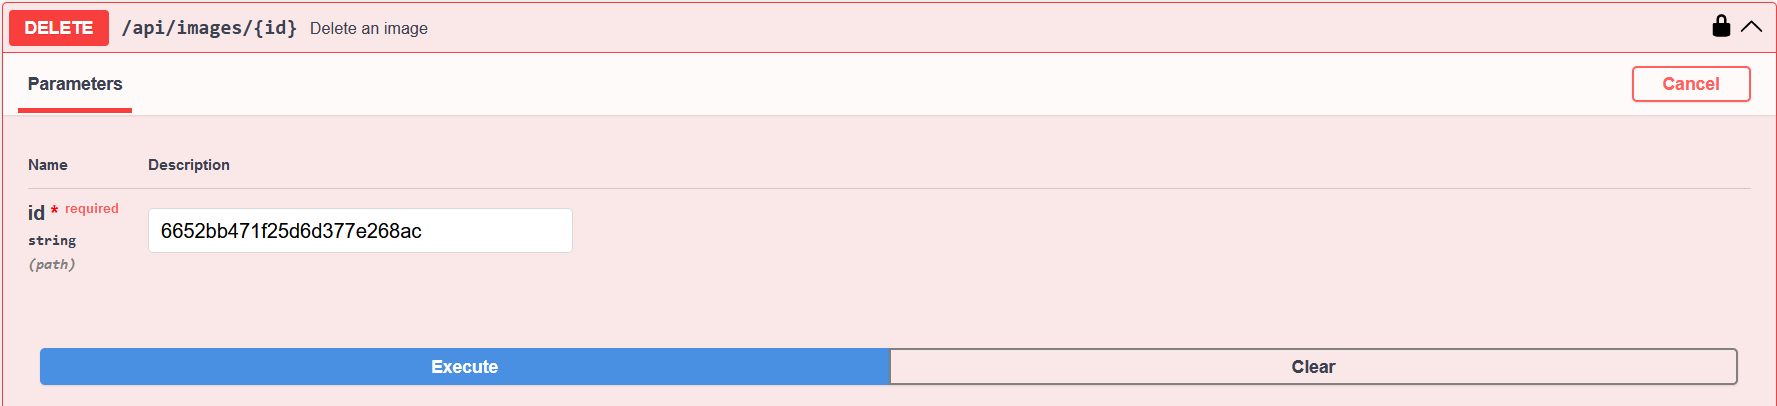 DELETE /api/images/{id} Delete an image
Parameters
Cancel
Name Description
id * required
string
(path)
6652bb471f25d6d377e268ac
Execute Clear